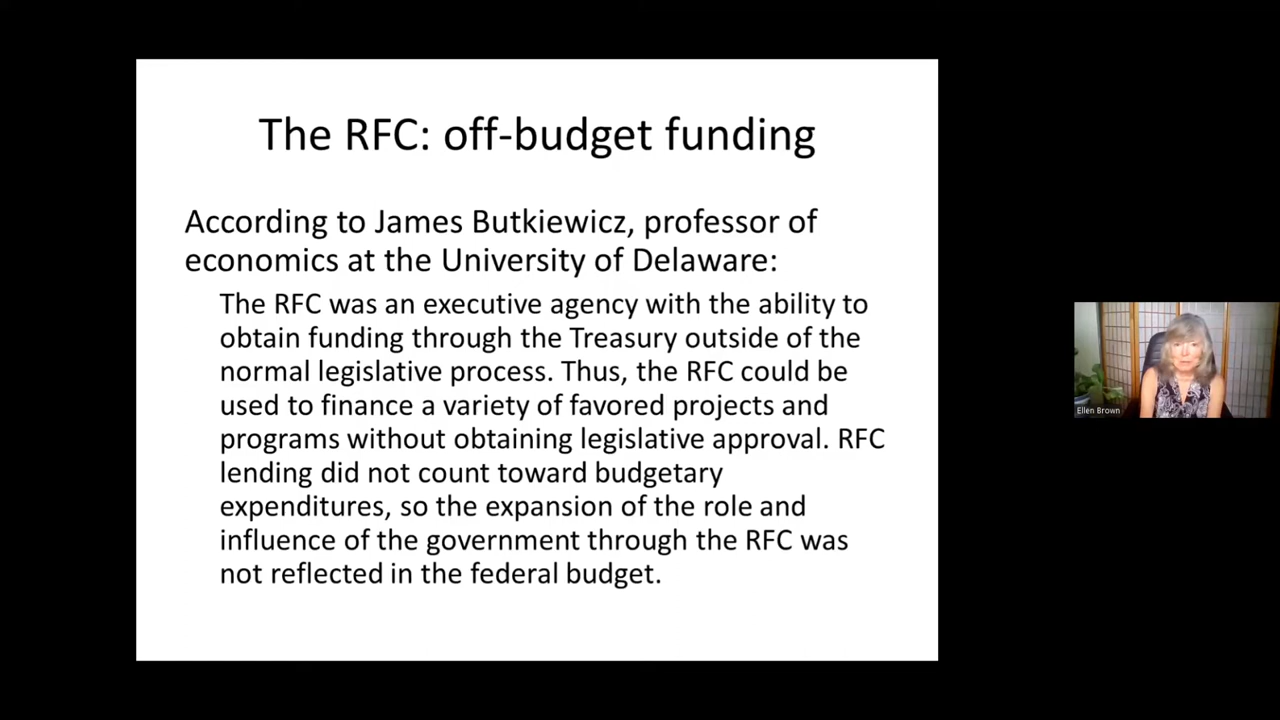 The RFC: off-budget funding
According to James Butkiewicz, professor of
economics at the University of Delaware:
The RFC was an executive agency with the ability to
obtain funding through the Treasury outside of the
normal legislative process. Thus, the RFC could be
used to finance a variety of favored projects and
programs without obtaining legislative approval. RFC
lending did not count toward budgetary
expenditures, so the expansion of the role and
influence of the government through the RFC was
not reflected in the federal budget.
Ellen Brown